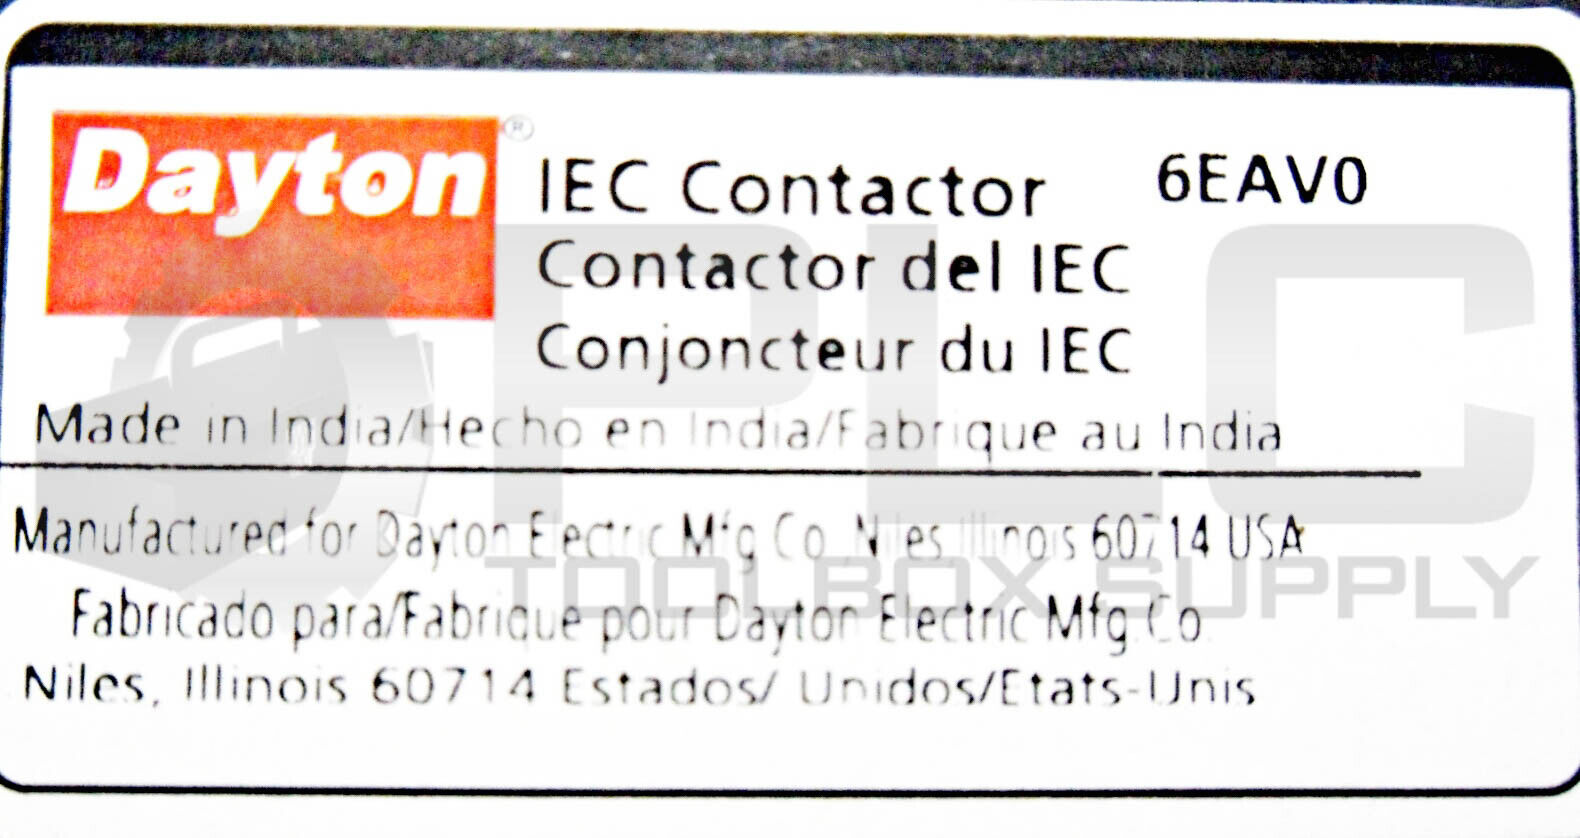 Dayton® IEC Contactor 6EAV0
Contactor del IEC
Conjoncteur du IEC
Made in India/Hecho en India/Fabrique au India
Manufactured for Dayton Electric Mfg Co, Niles, Illinois 60714 USA
Fabricado para/Fabrique pour Dayton Electric Mfg. Co.
Niles, Illinois 60714 Estados/ Unidos/Etats-Unis
PLC
TOOLBOX SUPPLY